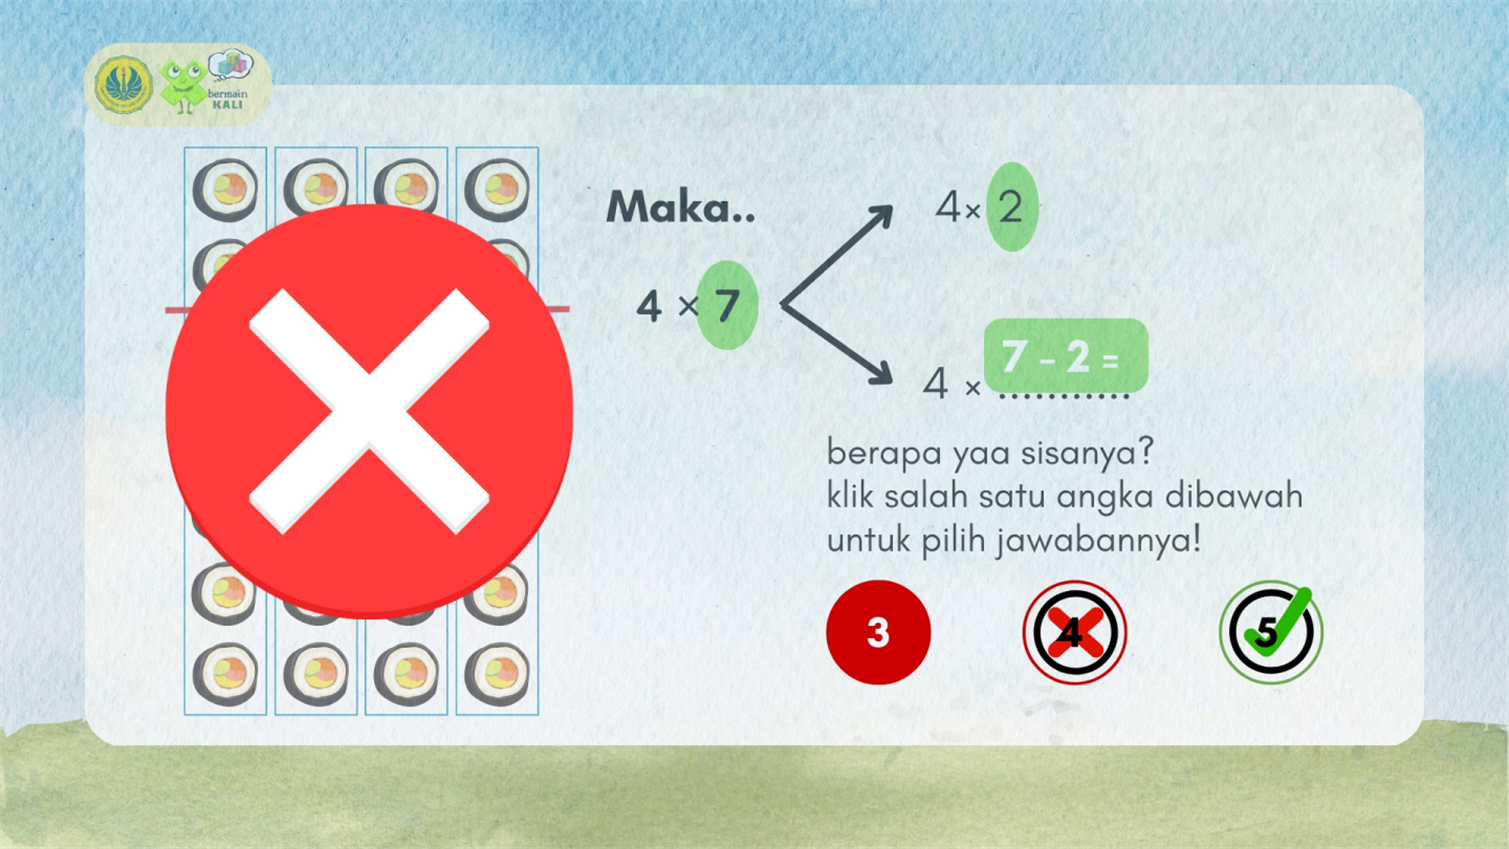 bermain
KALI
Maka..
4 × 7
4 × 2
4 × 7 - 2 =
...........
berapa yaa sisanya?
klik salah satu angka dibawah
untuk pilih jawabannya!
3 4 5